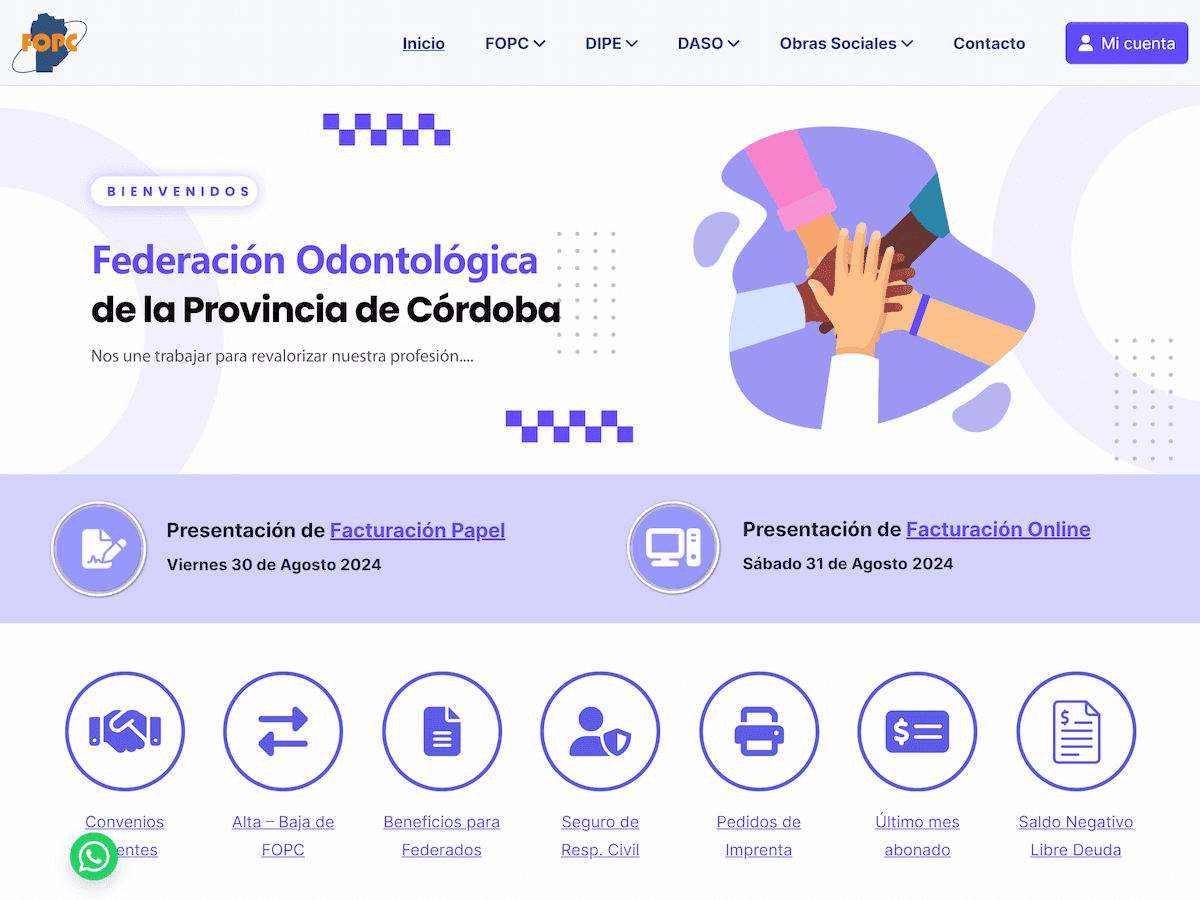 FOPC
Inicio
FOPC
DIPE
DASO
Obras Sociales
Contacto
Mi cuenta
BIENVENIDOS
Federación Odontológica
de la Provincia de Córdoba
Nos une trabajar para revalorizar nuestra profesión....
Presentación de Facturación Papel
Viernes 30 de Agosto 2024
Presentación de Facturación Online
Sábado 31 de Agosto 2024
Convenios
Alta – Baja de
FOPC
Beneficios para
Federados
Seguro de
Resp. Civil
Pedidos de
Imprenta
Último mes
abonado
Saldo Negativo
Libre Deuda